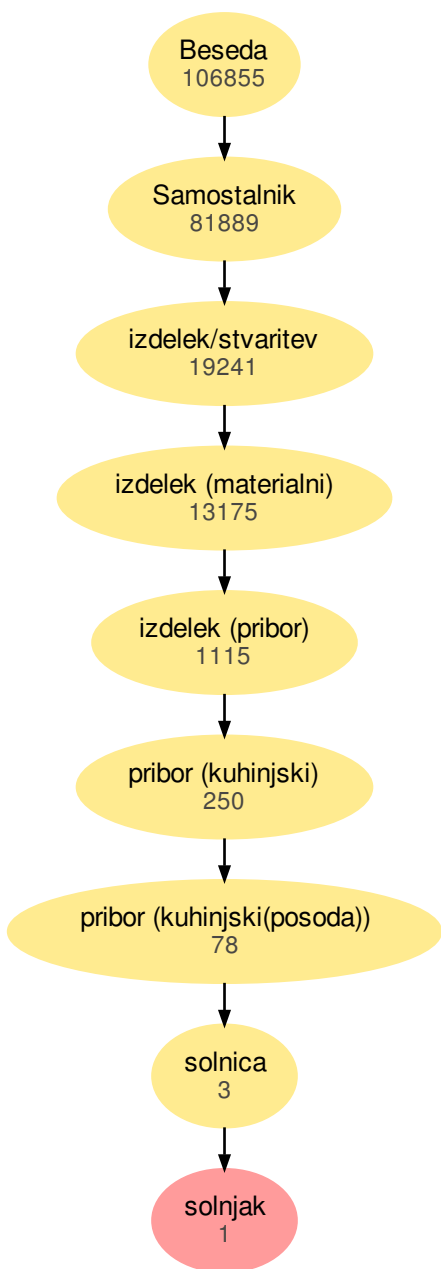 Beseda
106855
Samostalnik
81889
izdelek/stvaritev
19241
izdelek (materialni)
13175
izdelek (pribor)
1115
pribor (kuhinjski)
250
pribor (kuhinjski(posoda))
78
solnica
3
solnjak
1